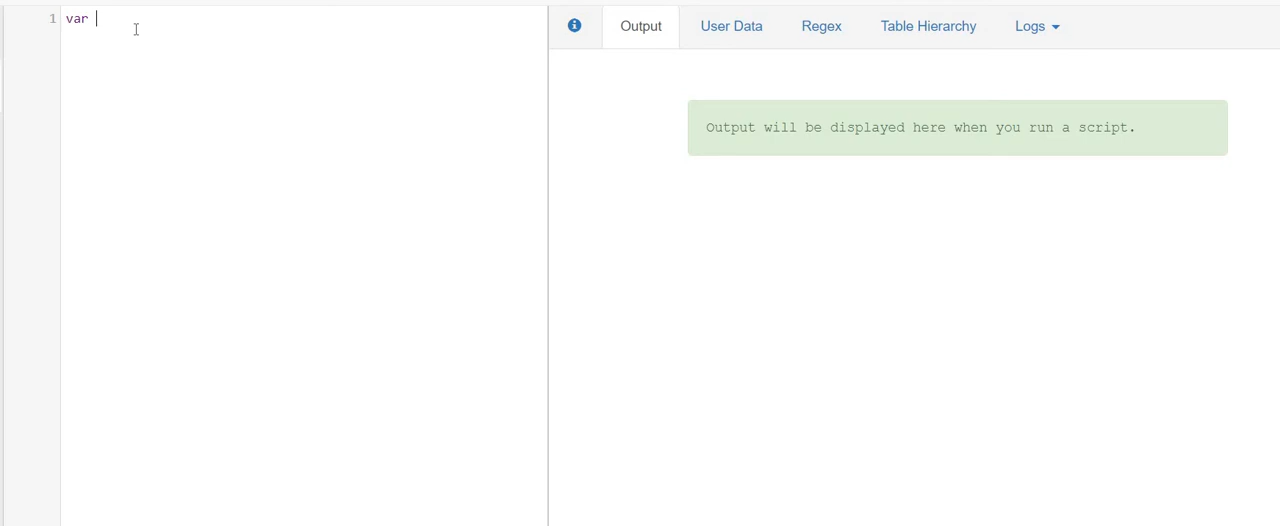 1 var
Output User Data Regex Table Hierarchy Logs
Output will be displayed here when you run a script.